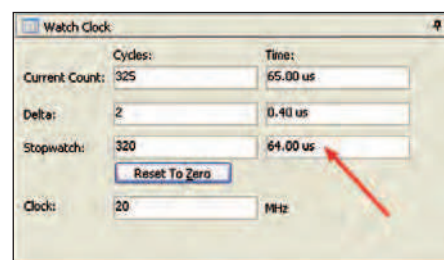 Watch Clock
Cycles: Time:
Current Count: 325 65.00 us
Delta: 2 0.40 us
Stopwatch: 320 64.00 us
Reset To Zero
Clock: 20 MHz